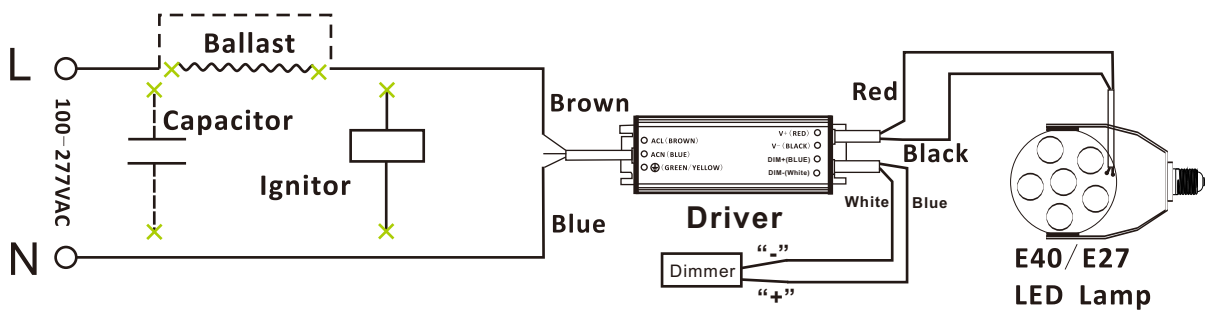 L
Ballast
100-277VAC
Capacitor
Ignitor
N
Brown
Blue
ACL(BROWN)
ACN(BLUE)
(GREEN/YELLOW)
V+(RED)
V-(BLACK)
DIM+(BLUE)
DIM-(White)
Driver
Red
Black
White
Blue
Dimmer
“-”
“+”
E40/E27
LED Lamp